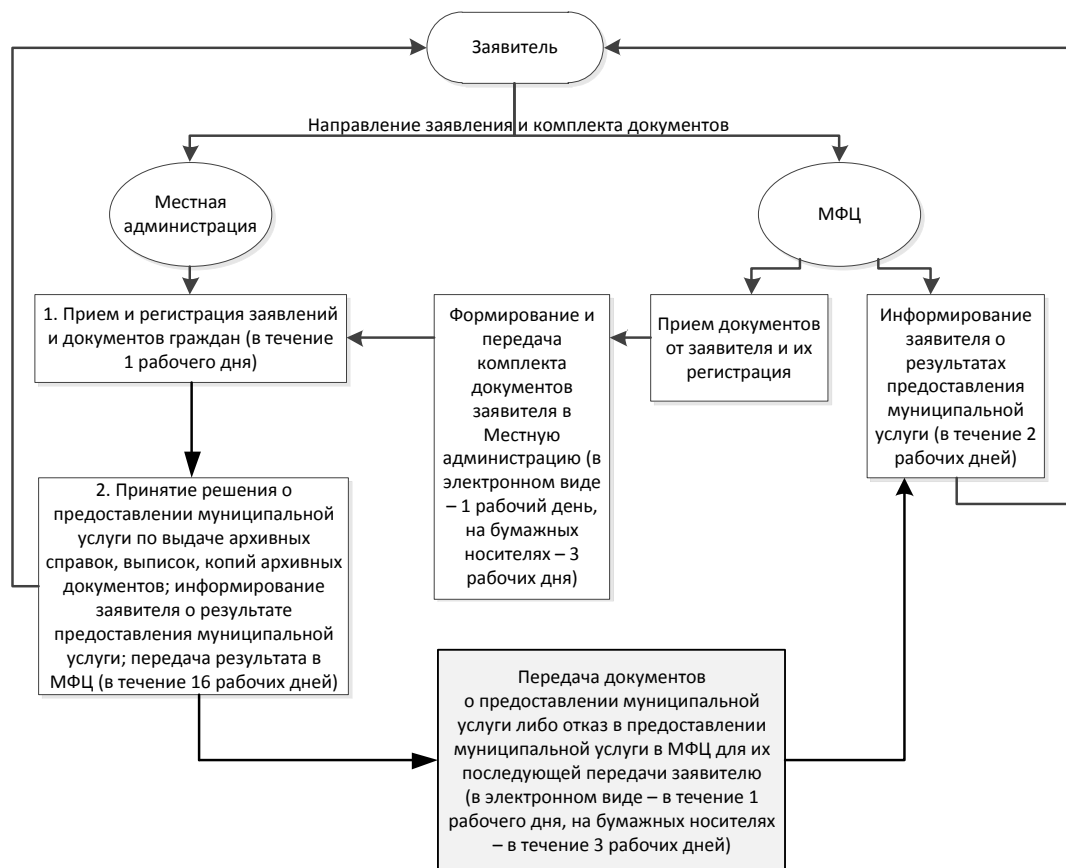 Заявитель
Направление заявления и комплекта документов
Местная
администрация
МФЦ
1. Прием и регистрация заявлений
и документов граждан (в течение
1 рабочего дня)
Формирование и
передача
комплекта
документов
заявителя в
Местную
администрацию (в
электронном виде
– 1 рабочий день,
на бумажных
носителях – 3
рабочих дня)
Прием документов
от заявителя и их
регистрация
Информирование
заявителя о
результатах
предоставления
муниципальной
услуги (в течение 2
рабочих дней)
2. Принятие решения о
предоставлении муниципальной
услуги по выдаче архивных
справок, выписок, копий архивных
документов; информирование
заявителя о результате
предоставления муниципальной
услуги; передача результата в
МФЦ (в течение 16 рабочих дней)
Передача документов
о предоставлении муниципальной
услуги либо отказ в предоставлении
муниципальной услуги в МФЦ для их
последующей передачи заявителю
(в электронном виде – в течение 1
рабочего дня, на бумажных носителях
– в течение 3 рабочих дней)